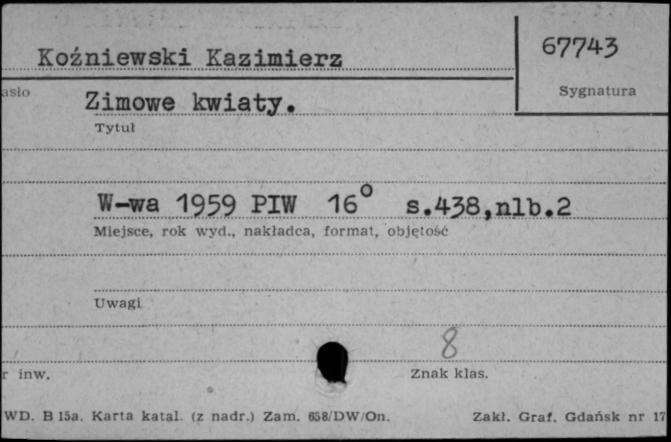 Koźniewski Kazimierz
67743
Sygnatura
asło
Zimowe kwiaty.
Tytuł
W-wa 1959 PIW 16° s.438,nlb.2
Miejsce, rok wyd., nakładca, format, objętość
Uwagi
8
r inw.
Znak klas.
WD. B 15a. Karta katal. (z nadr.) Zam. 658/DW/On.
Zakł. Graf. Gdańsk nr 17